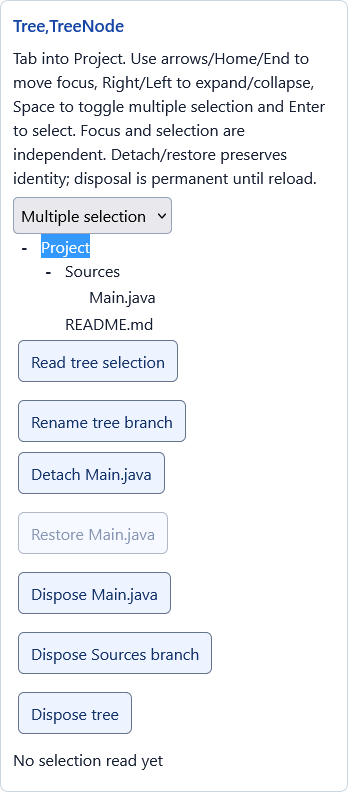 Tree,TreeNode
Tab into Project. Use arrows/Home/End to
move focus, Right/Left to expand/collapse,
Space to toggle multiple selection and Enter
to select. Focus and selection are
independent. Detach/restore preserves
identity; disposal is permanent until reload.
Multiple selection
- Project
- Sources
Main.java
README.md
Read tree selection
Rename tree branch
Detach Main.java
Restore Main.java
Dispose Main.java
Dispose Sources branch
Dispose tree
No selection read yet